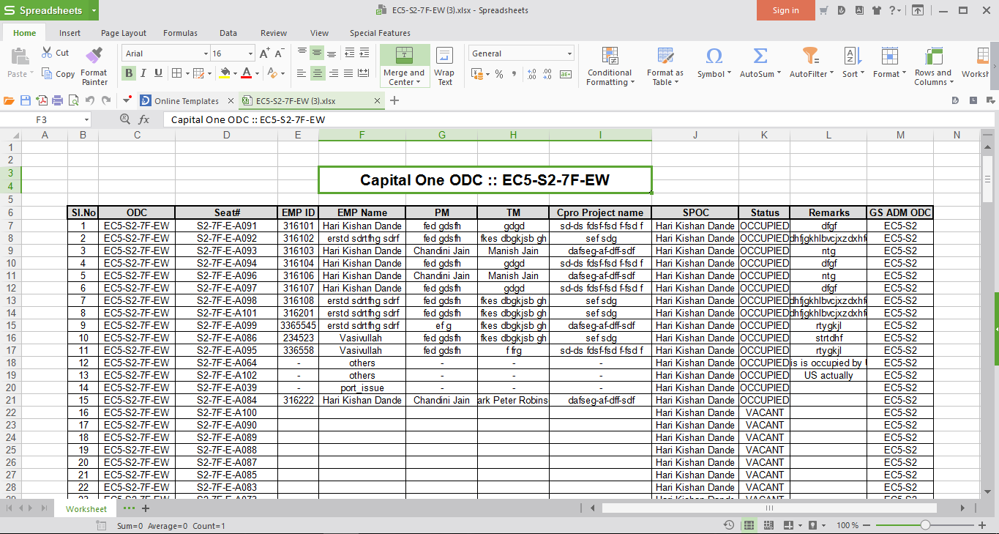 Spreadsheets
EC5-S2-7F-EW (3).xlsx - Spreadsheets
Sign in
Home Insert Page Layout Formulas Data Review View Special Features
Paste Cut Copy Format Painter
Arial 16
B I U
Merge and Center Wrap Text
General
Conditional Formatting Format as Table Symbol AutoSum AutoFilter Sort Format Rows and Columns Worksh
Online Templates EC5-S2-7F-EW (3).xlsx
F3 fx Capital One ODC :: EC5-S2-7F-EW
A B C D E F G H I J K L M N
1
2
3 Capital One ODC :: EC5-S2-7F-EW
4
5
6 Sl.No ODC Seat# EMP ID EMP Name PM TM Cpro Project name SPOC Status Remarks GS ADM ODC
7 1 EC5-S2-7F-EW S2-7F-E-A091 316101 Hari Kishan Dande fed gdsfh gdgd sd-ds fdsf-fsd f-fsd f Hari Kishan Dande OCCUPIED dfgf EC5-S2
8 2 EC5-S2-7F-EW S2-7F-E-A092 316102 erstd sdrtfhg sdrf fed gdsfh fkes dbgkjsb gh sef sdg Hari Kishan Dande OCCUPIED dhfjgkhlbvcjxzdxhf EC5-S2
9 3 EC5-S2-7F-EW S2-7F-E-A093 316103 Hari Kishan Dande Chandini Jain Manish Jain dafseg-af-dff-sdf Hari Kishan Dande OCCUPIED ntg EC5-S2
10 4 EC5-S2-7F-EW S2-7F-E-A094 316104 Hari Kishan Dande fed gdsfh gdgd sd-ds fdsf-fsd f-fsd f Hari Kishan Dande OCCUPIED dfgf EC5-S2
11 5 EC5-S2-7F-EW S2-7F-E-A096 316106 Hari Kishan Dande Chandini Jain Manish Jain dafseg-af-dff-sdf Hari Kishan Dande OCCUPIED ntg EC5-S2
12 6 EC5-S2-7F-EW S2-7F-E-A097 316107 Hari Kishan Dande fed gdsfh gdgd sd-ds fdsf-fsd f-fsd f Hari Kishan Dande OCCUPIED dfgf EC5-S2
13 7 EC5-S2-7F-EW S2-7F-E-A098 316108 erstd sdrtfhg sdrf fed gdsfh fkes dbgkjsb gh sef sdg Hari Kishan Dande OCCUPIED dhfjgkhlbvcjxzdxhf EC5-S2
14 8 EC5-S2-7F-EW S2-7F-E-A101 316201 erstd sdrtfhg sdrf fed gdsfh fkes dbgkjsb gh sef sdg Hari Kishan Dande OCCUPIED dhfjgkhlbvcjxzdxhf EC5-S2
15 9 EC5-S2-7F-EW S2-7F-E-A099 3365545 erstd sdrtfhg sdrf ef g fkes dbgkjsb gh dafseg-af-dff-sdf Hari Kishan Dande OCCUPIED rtygkjl EC5-S2
16 10 EC5-S2-7F-EW S2-7F-E-A086 234523 Vasivullah fed gdsfh fkes dbgkjsb gh sef sdg Hari Kishan Dande OCCUPIED strtdhf EC5-S2
17 11 EC5-S2-7F-EW S2-7F-E-A095 336558 Vasivullah fed gdsfh f frg sd-ds fdsf-fsd f-fsd f Hari Kishan Dande OCCUPIED rtygkjl EC5-S2
18 12 EC5-S2-7F-EW S2-7F-E-A064 - others - - - Hari Kishan Dande OCCUPIED is is occupied by EC5-S2
19 13 EC5-S2-7F-EW S2-7F-E-A102 - others - - - Hari Kishan Dande OCCUPIED US actually EC5-S2
20 14 EC5-S2-7F-EW S2-7F-E-A039 - port_issue - - - Hari Kishan Dande OCCUPIED EC5-S2
21 15 EC5-S2-7F-EW S2-7F-E-A084 316222 Hari Kishan Dande Chandini Jain ark Peter Robins dafseg-af-dff-sdf Hari Kishan Dande OCCUPIED EC5-S2
22 16 EC5-S2-7F-EW S2-7F-E-A100 Hari Kishan Dande VACANT EC5-S2
23 17 EC5-S2-7F-EW S2-7F-E-A090 Hari Kishan Dande VACANT EC5-S2
24 18 EC5-S2-7F-EW S2-7F-E-A089 Hari Kishan Dande VACANT EC5-S2
25 19 EC5-S2-7F-EW S2-7F-E-A088 Hari Kishan Dande VACANT EC5-S2
26 20 EC5-S2-7F-EW S2-7F-E-A087 Hari Kishan Dande VACANT EC5-S2
27 21 EC5-S2-7F-EW S2-7F-E-A085 Hari Kishan Dande VACANT EC5-S2
28 22 EC5-S2-7F-EW S2-7F-E-A083 Hari Kishan Dande VACANT EC5-S2
Worksheet
Sum=0 Average=0 Count=1
100 %